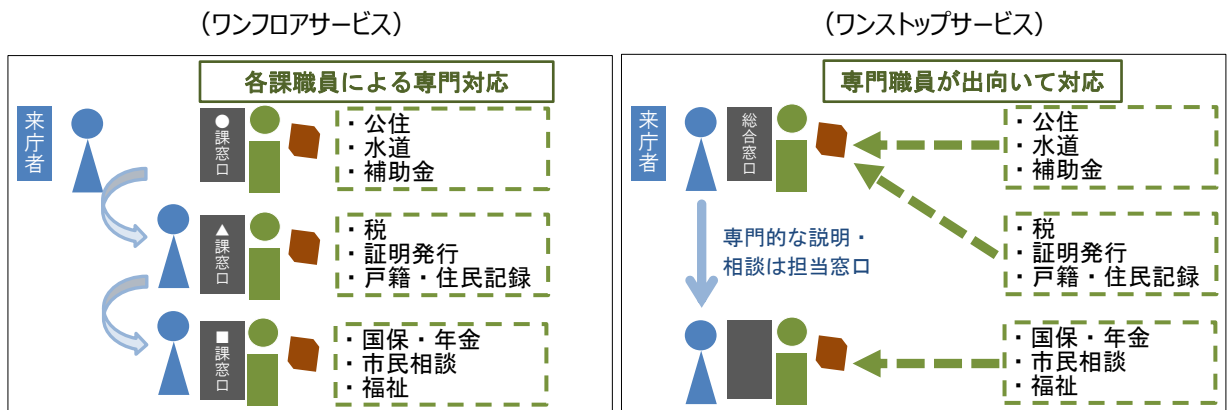 （ワンフロアサービス）
各課職員による専門対応
来庁者
●課窓口
・公住
・水道
・補助金
▲課窓口
・税
・証明発行
・戸籍・住民記録
■課窓口
・国保・年金
・市民相談
・福祉
（ワンストップサービス）
専門職員が出向いて対応
来庁者
総合窓口
・公住
・水道
・補助金
専門的な説明・
相談は担当窓口
・税
・証明発行
・戸籍・住民記録
・国保・年金
・市民相談
・福祉